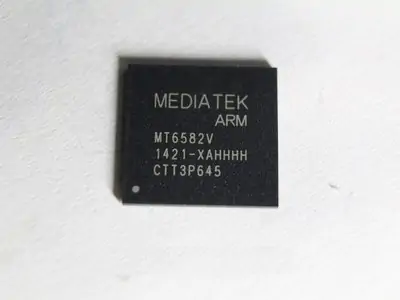 MEDIATEK
ARM
MT6582V
1421-XAHHHH
CTT3P645